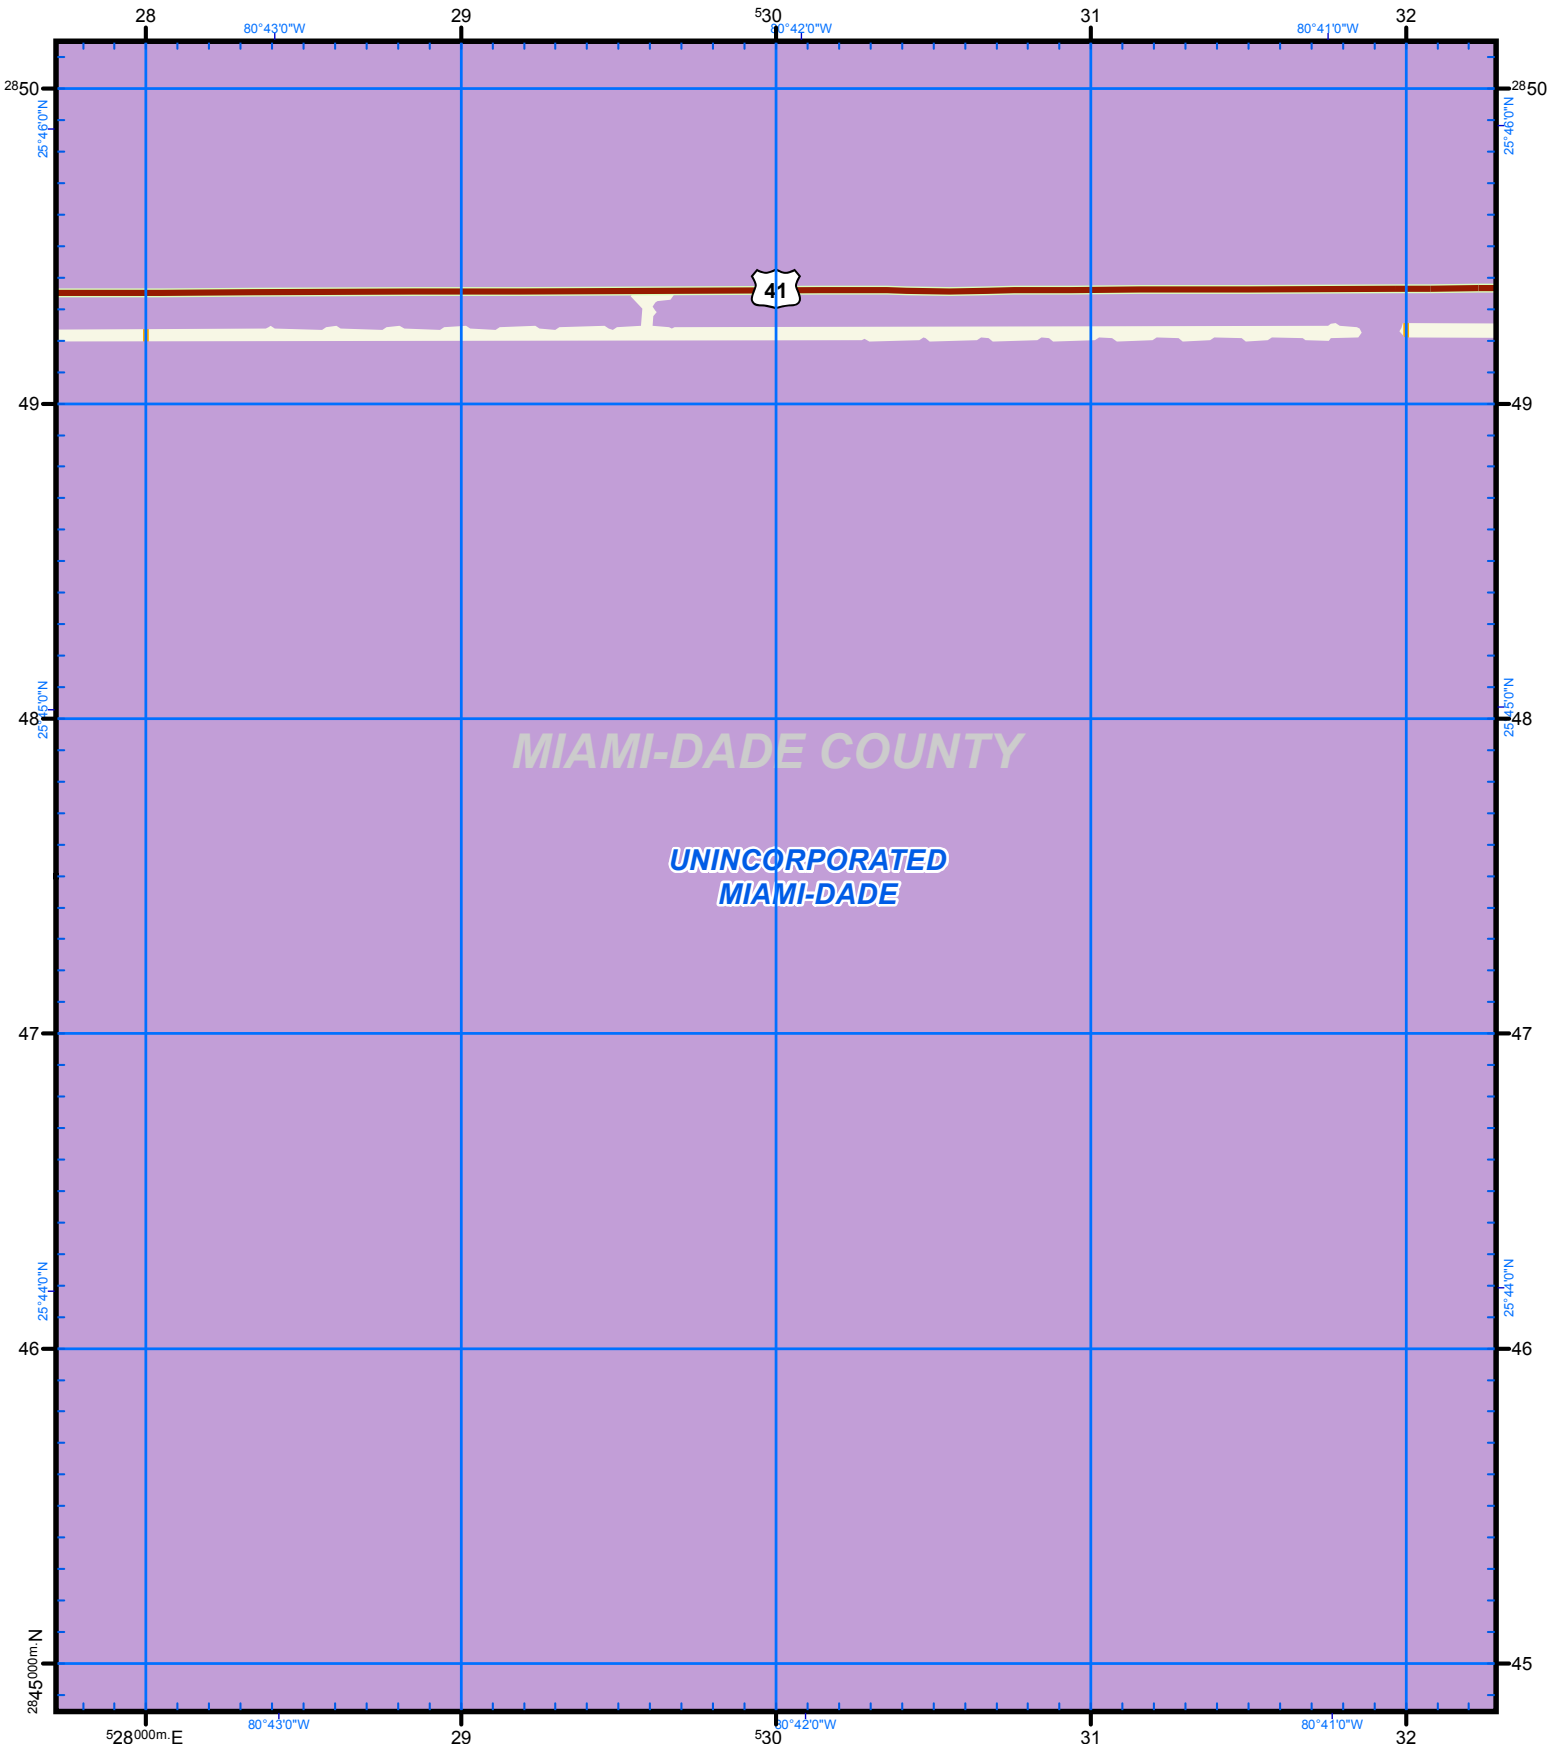 28 29 530 31 32
80°43'0"W 80°42'0"W 80°41'0"W
2850 2850
25°46'0"N 25°46'0"N
41
49 49
25°45'0"N 25°45'0"N
48 48
MIAMI-DADE COUNTY
UNINCORPORATED
MIAMI-DADE
47 47
25°44'0"N 25°44'0"N
46 46
2845000m.N 45
80°43'0"W 80°42'0"W 80°41'0"W
528000m.E 29 530 31 32